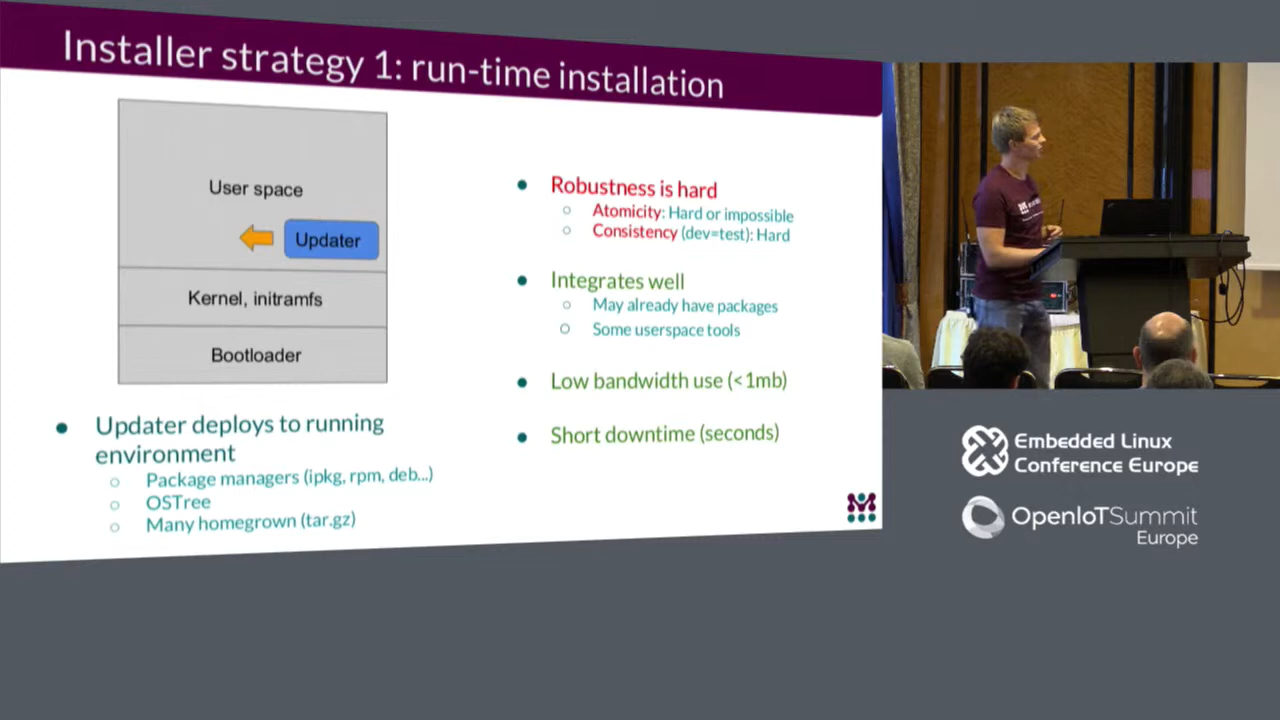 Installer strategy 1: run-time installation
User space
Updater
Kernel, initramfs
Bootloader
● Updater deploys to running
environment
○ Package managers (ipkg, rpm, deb...)
○ OSTree
○ Many homegrown (tar.gz)
● Robustness is hard
○ Atomicity: Hard or impossible
○ Consistency (dev=test): Hard
● Integrates well
○ May already have packages
○ Some userspace tools
● Low bandwidth use (<1mb)
● Short downtime (seconds)
Embedded Linux
Conference Europe
OpenIoTSummit
Europe